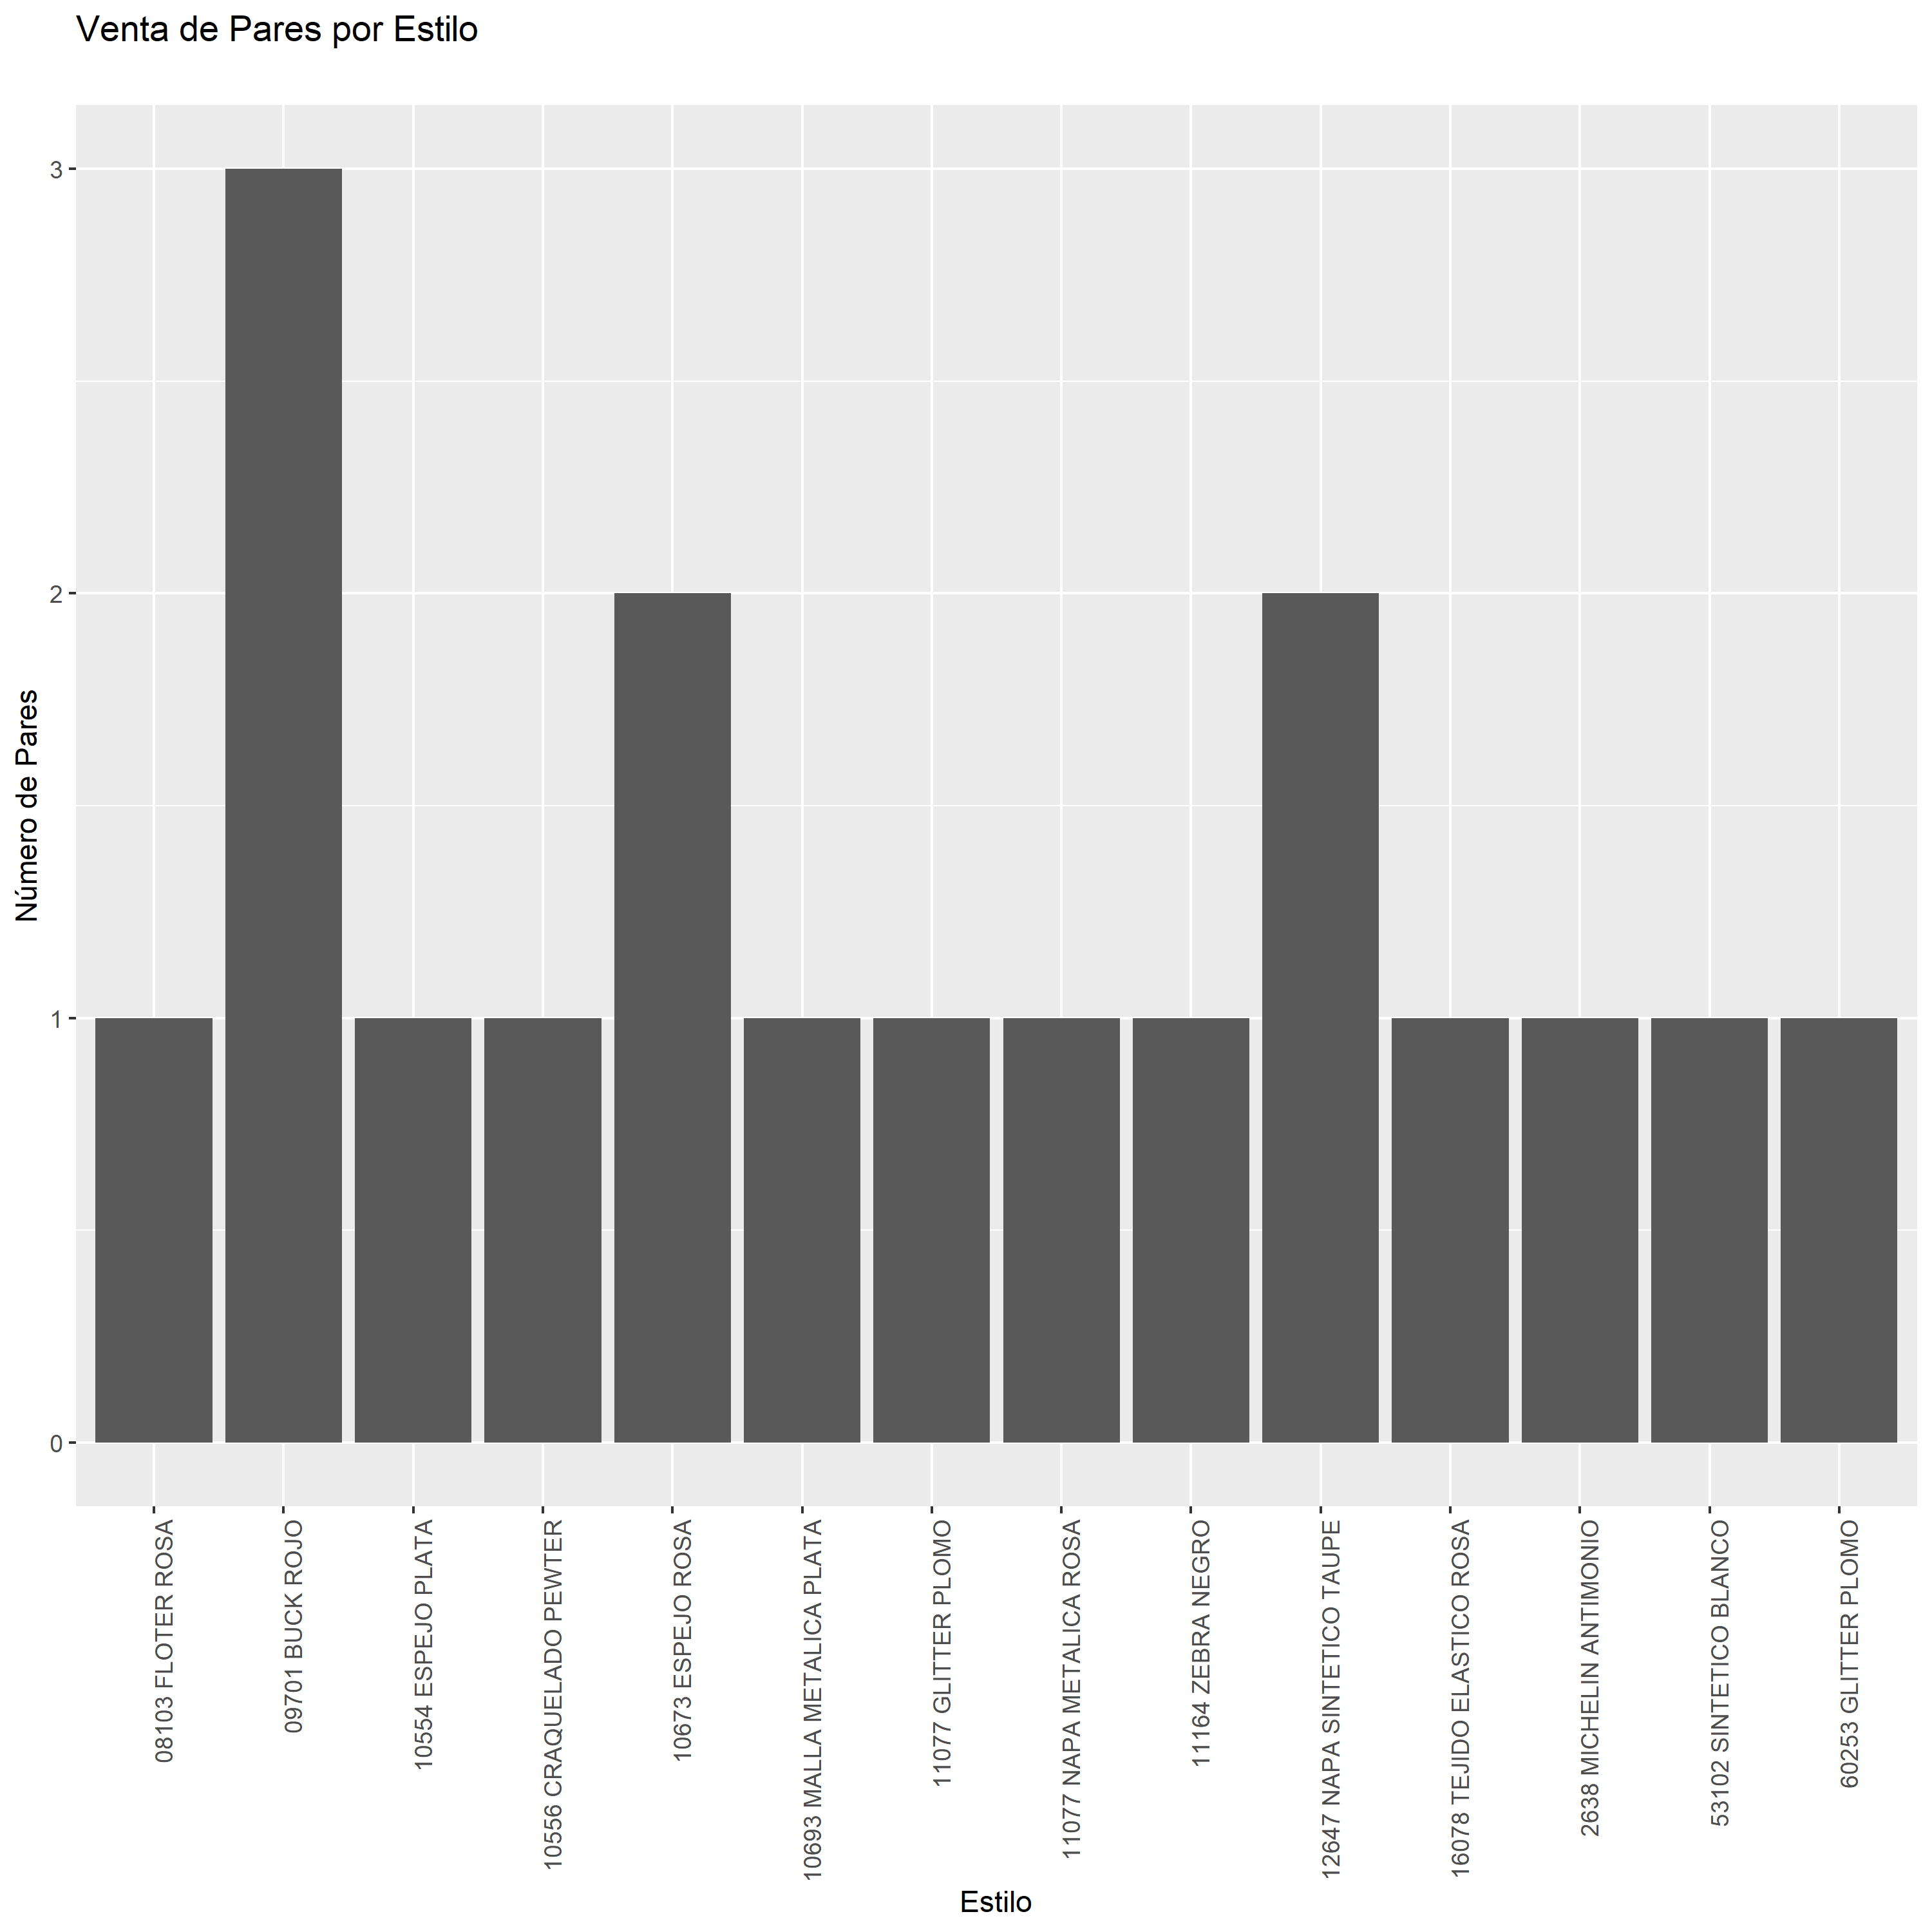 Venta de Pares por Estilo
Número de Pares
3
2
1
0
08103 FLOTER ROSA
09701 BUCK ROJO
10554 ESPEJO PLATA
10556 CRAQUELADO PEWTER
10673 ESPEJO ROSA
10693 MALLA METALICA PLATA
11077 GLITTER PLOMO
11077 NAPA METALICA ROSA
11164 ZEBRA NEGRO
12647 NAPA SINTETICO TAUPE
16078 TEJIDO ELASTICO ROSA
2638 MICHELIN ANTIMONIO
53102 SINTETICO BLANCO
60253 GLITTER PLOMO
Estilo